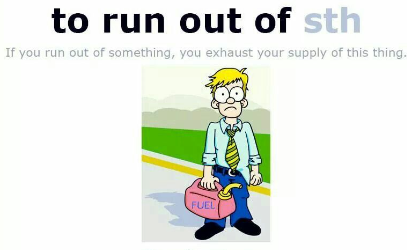 to run out of sth
If you run out of something, you exhaust your supply of this thing.
FUEL